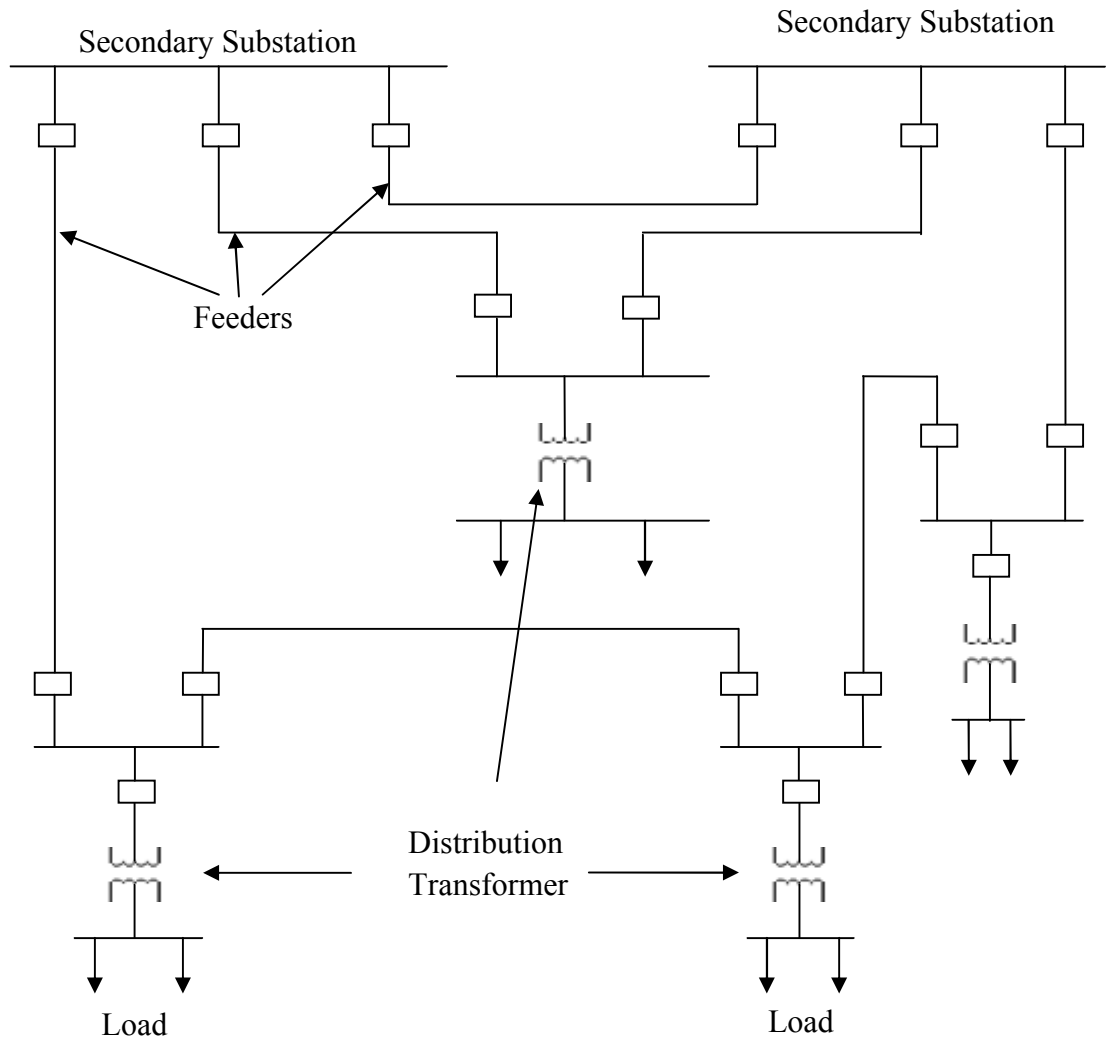 Secondary Substation
Secondary Substation
Feeders
Distribution
Transformer
Load
Load